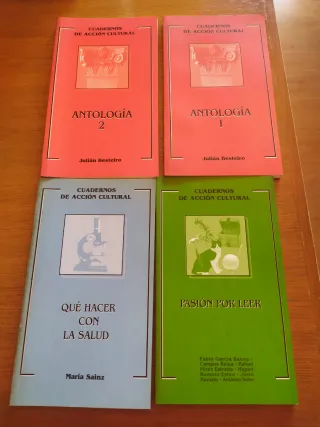 CUADERNOS
DE ACCIÓN CULTURAL
ANTOLOGÍA
2
Julián Besteiro
CUADERNOS
DE ACCIÓN CULTURAL
ANTOLOGÍA
1
Julián Besteiro
CUADERNOS
DE ACCIÓN CULTURAL
QUÉ HACER
CON
LA SALUD
María Sainz
CUADERNOS
DE ACCIÓN CULTURAL
PASIÓN POR LEER